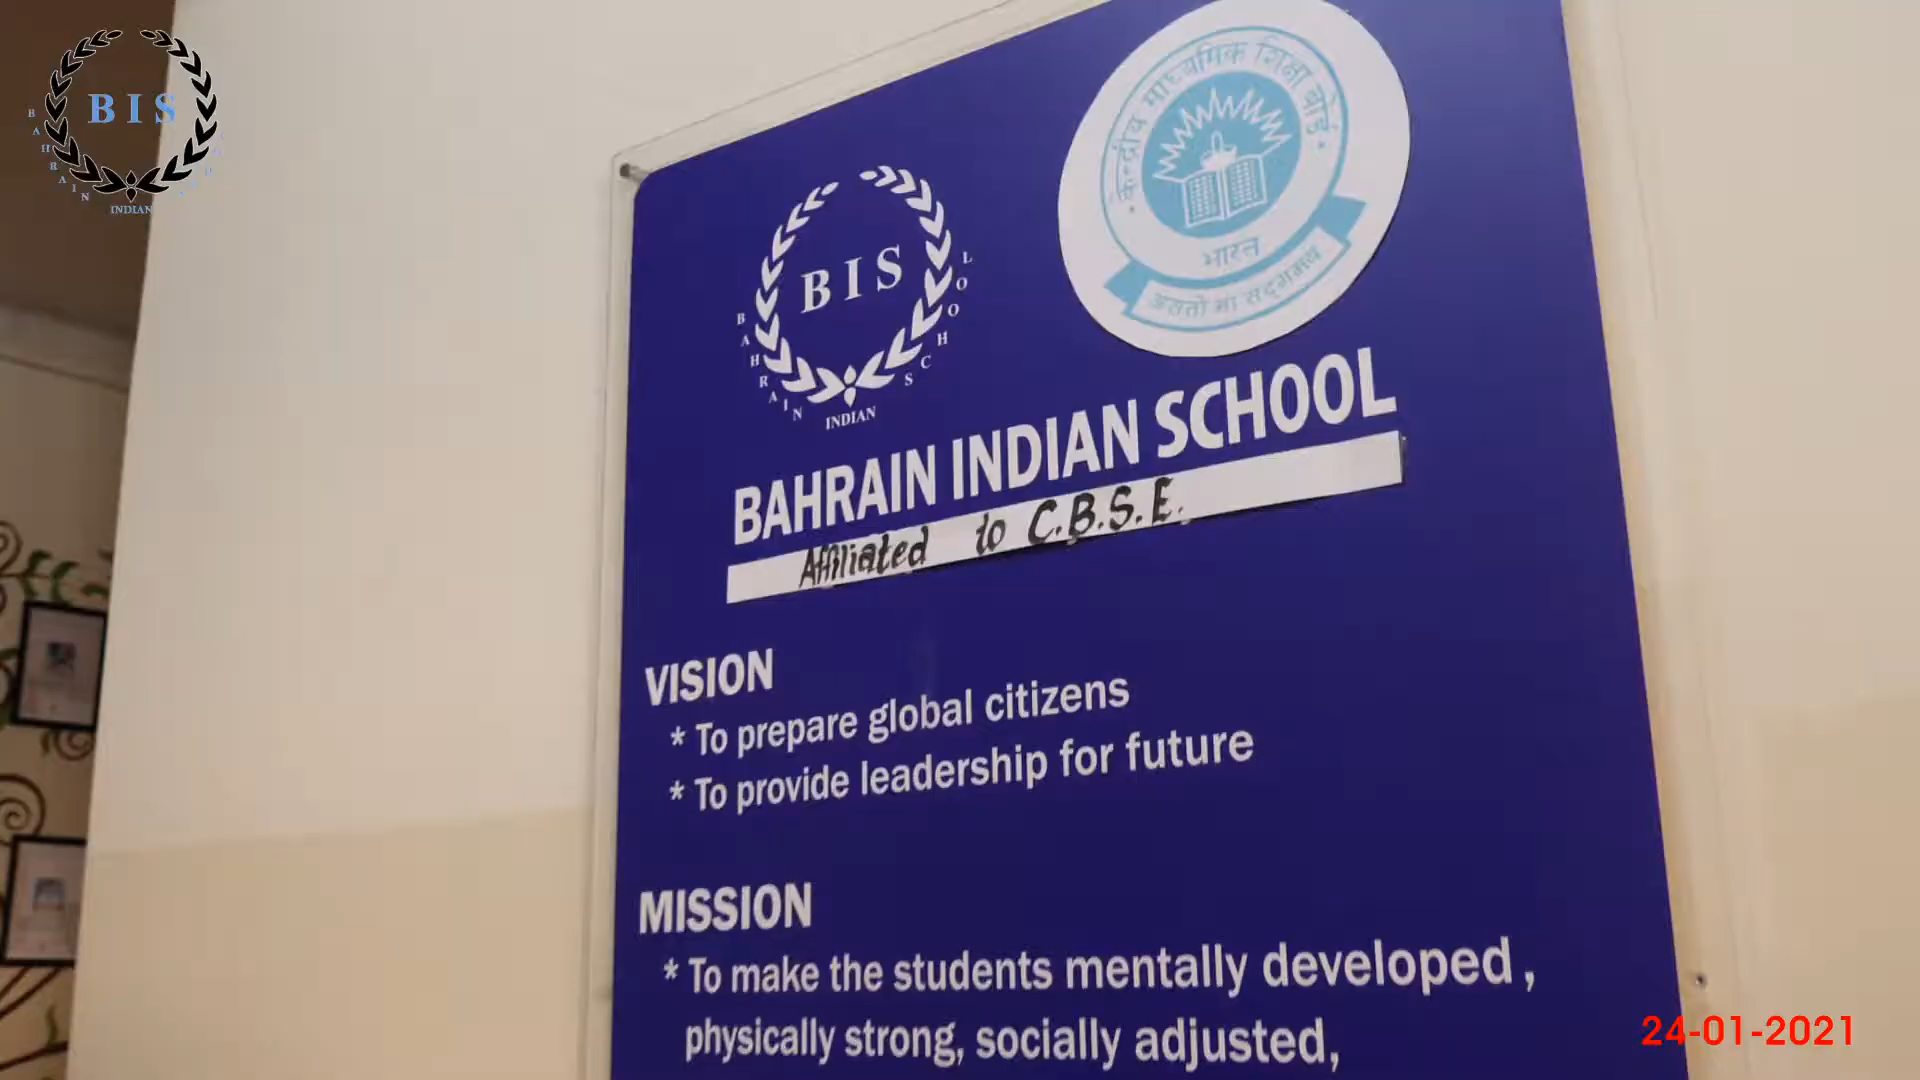 BIS
BAHRAIN INDIAN
BIS
BAHRAIN INDIAN SCHOOL
केन्द्रीय माध्यमिक शिक्षा बोर्ड
भारत
असतो मा सद्गमय
BAHRAIN INDIAN SCHOOL
Affiliated to C.B.S.E.
VISION
* To prepare global citizens
* To provide leadership for future
MISSION
* To make the students mentally developed ,
physically strong, socially adjusted,
24-01-2021